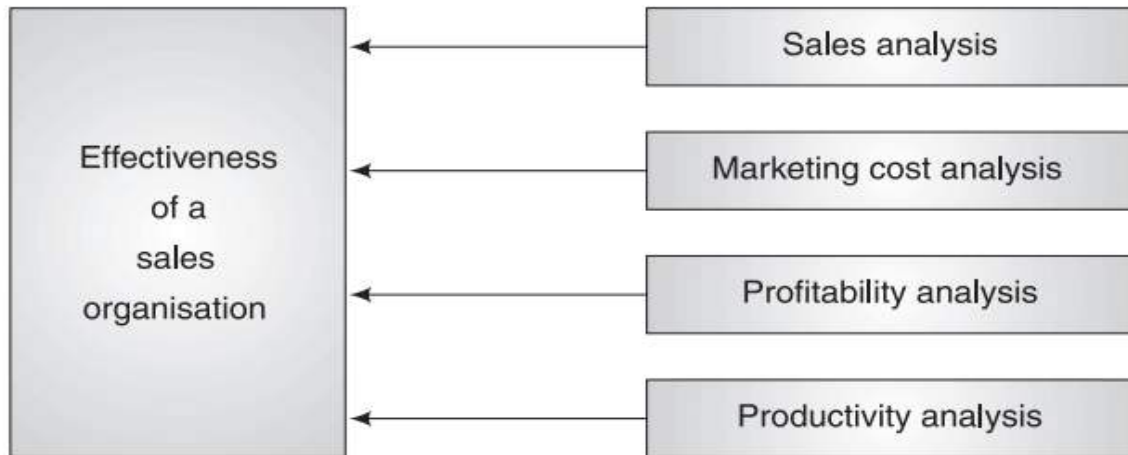 Effectiveness
of a
sales
organisation
Sales analysis
Marketing cost analysis
Profitability analysis
Productivity analysis